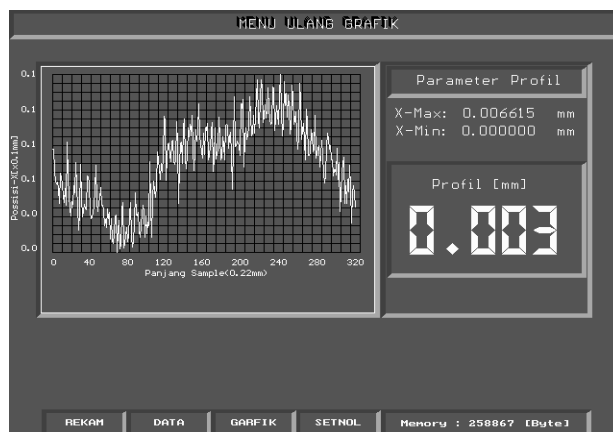 MENU ULANG GRAFIK
Parameter Profil
X-Max: 0.006615 mm
X-Min: 0.000000 mm
Profil [mm]
0.003
0.1
0.1
0.1
0.1
0.0
0.0
Possisi-X[x0.1mm]
0 40 80 120 160 200 240 280 320
Panjang Sample(0.22mm)
REKAM DATA GARFIK SETNOL Memory : 258867 [Byte]